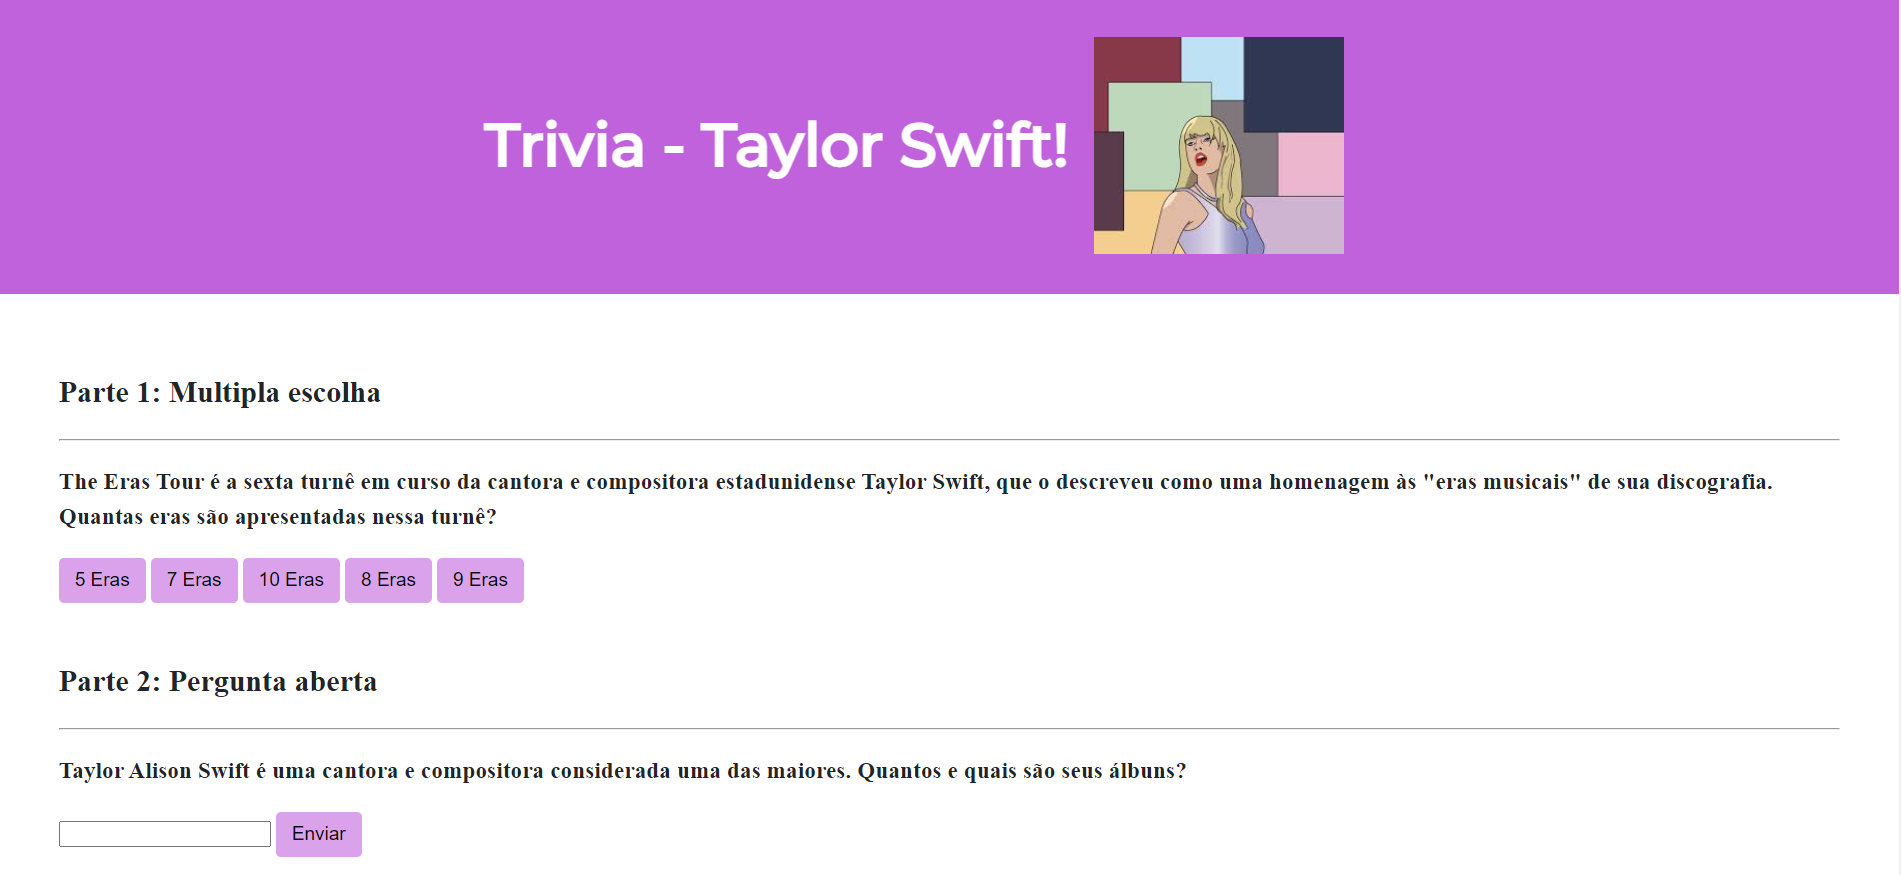 Trivia - Taylor Swift!
Parte 1: Multipla escolha
The Eras Tour é a sexta turnê em curso da cantora e compositora estadunidense Taylor Swift, que o descreveu como uma homenagem às "eras musicais" de sua discografia.
Quantas eras são apresentadas nessa turnê?
5 Eras 7 Eras 10 Eras 8 Eras 9 Eras
Parte 2: Pergunta aberta
Taylor Alison Swift é uma cantora e compositora considerada uma das maiores. Quantos e quais são seus álbuns?
Enviar